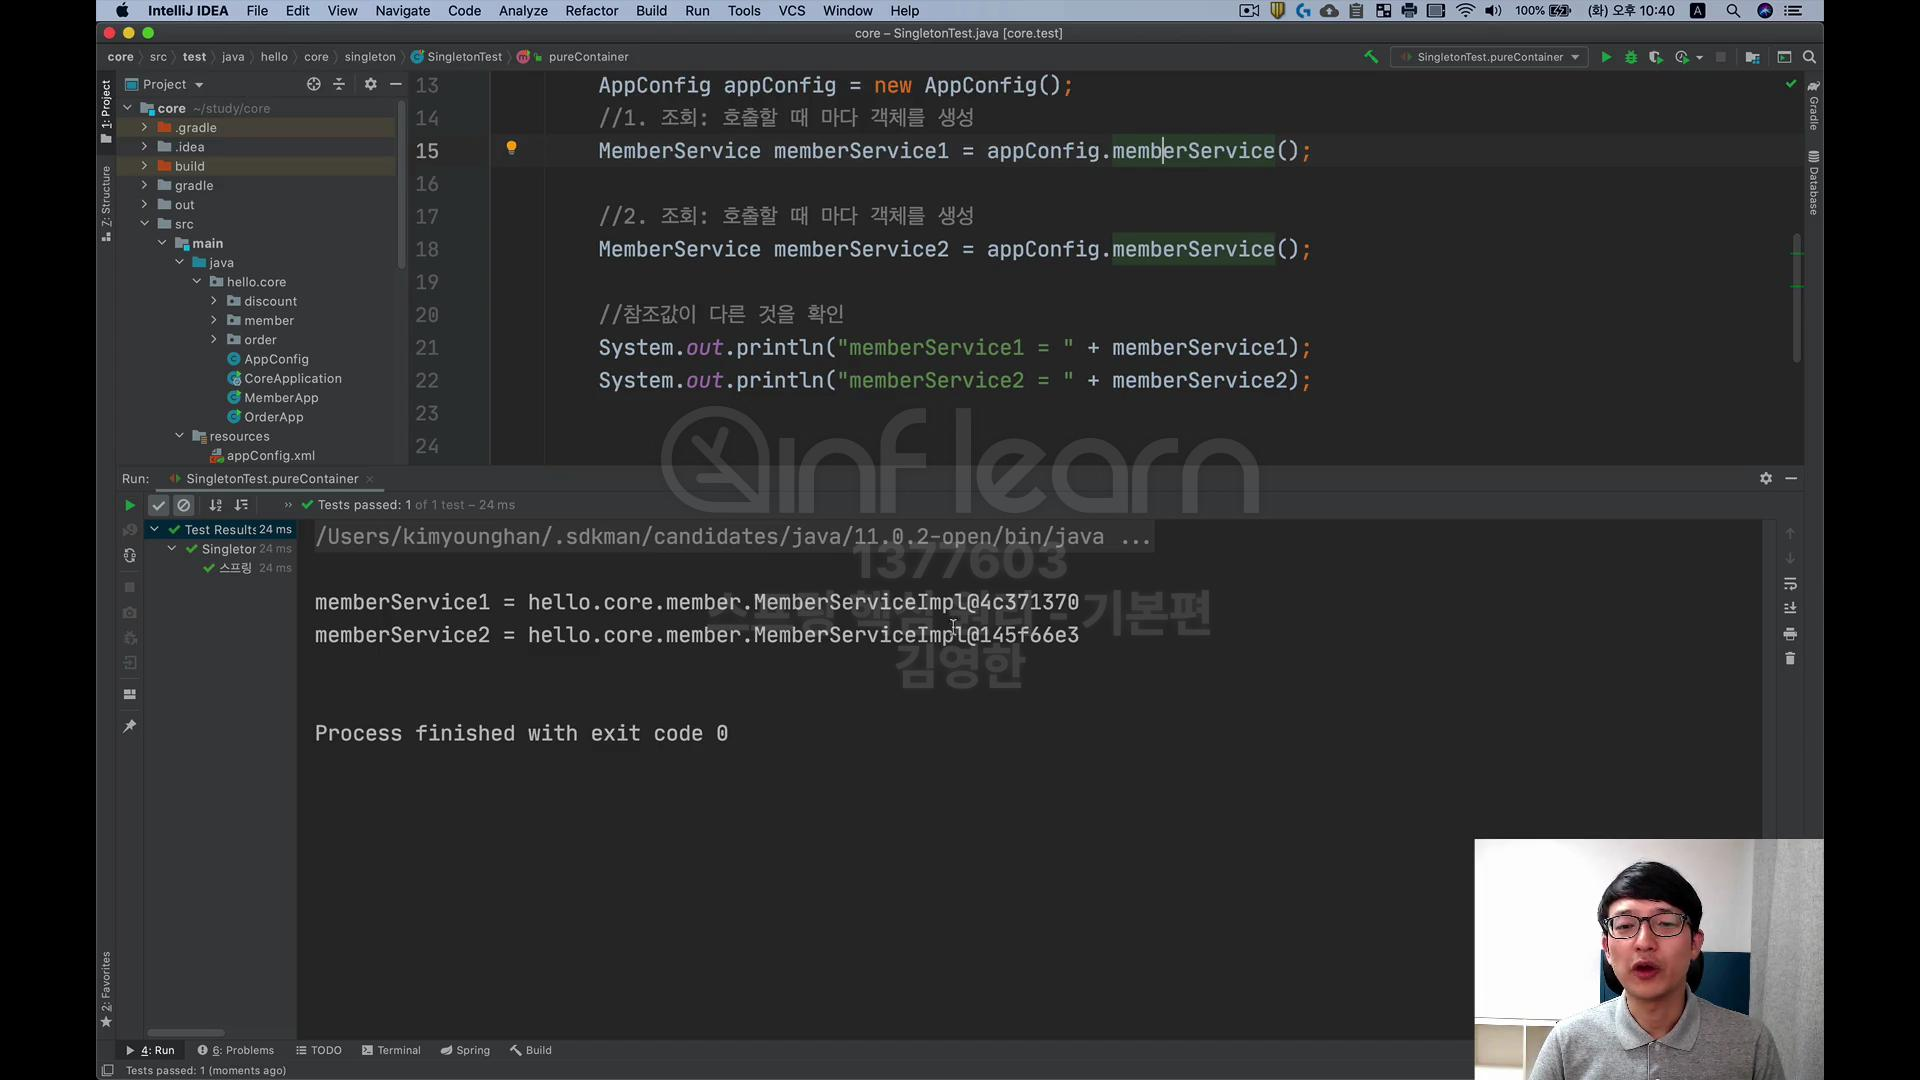 IntelliJ IDEA File Edit View Navigate Code Analyze Refactor Build Run Tools VCS Window Help 100% (화) 오후 10:40 A
core – SingletonTest.java [core.test]
core src test java hello core singleton SingletonTest pureContainer SingletonTest.pureContainer
1: Project
Z: Structure
2: Favorites
Gradle
Database
Project
core ~/study/core
.gradle
.idea
build
gradle
out
src
main
java
hello.core
discount
member
order
AppConfig
CoreApplication
MemberApp
OrderApp
resources
appConfig.xml
13 AppConfig appConfig = new AppConfig();
14 //1. 조회: 호출할 때 마다 객체를 생성
15 MemberService memberService1 = appConfig.memberService();
16
17 //2. 조회: 호출할 때 마다 객체를 생성
18 MemberService memberService2 = appConfig.memberService();
19
20 //참조값이 다른 것을 확인
21 System.out.println("memberService1 = " + memberService1);
22 System.out.println("memberService2 = " + memberService2);
23
24
inflearn
Run: SingletonTest.pureContainer
Tests passed: 1 of 1 test – 24 ms
Test Results 24 ms
Singleton 24 ms
스프링 24 ms
/Users/kimyounghan/.sdkman/candidates/java/11.0.2-open/bin/java ...
1377603
memberService1 = hello.core.member.MemberServiceImpl@4c371370
스프링 핵심 원리 - 기본편
memberService2 = hello.core.member.MemberServiceImpl@145f66e3
김영한
Process finished with exit code 0
4: Run 6: Problems TODO Terminal Spring Build
Tests passed: 1 (moments ago)